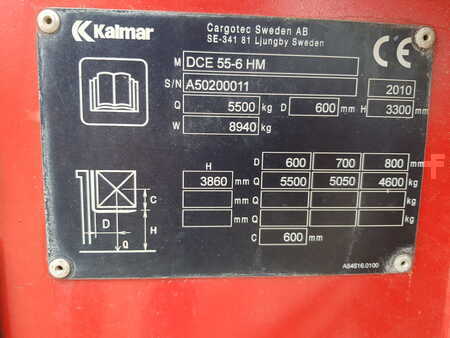 Kalmar
Cargotec Sweden AB
SE-341 81 Ljungby Sweden
CE
M DCE 55-6 HM
S/N A50200011 2010
Q 5500 kg D 600 mm H 3300 mm
W 8940 kg
D 600 700 800 mm
H 3860 mm Q 5500 5050 4600 kg
mm Q kg
mm Q kg
C 600 mm
C
D H
Q
A54516.0100